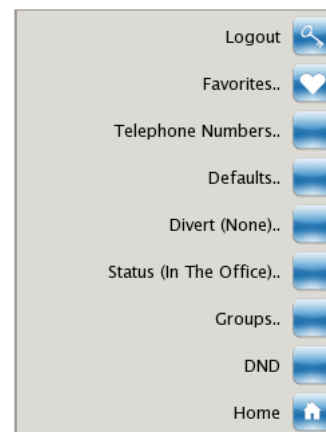 Logout
Favorites..
Telephone Numbers..
Defaults..
Divert (None)..
Status (In The Office)..
Groups..
DND
Home